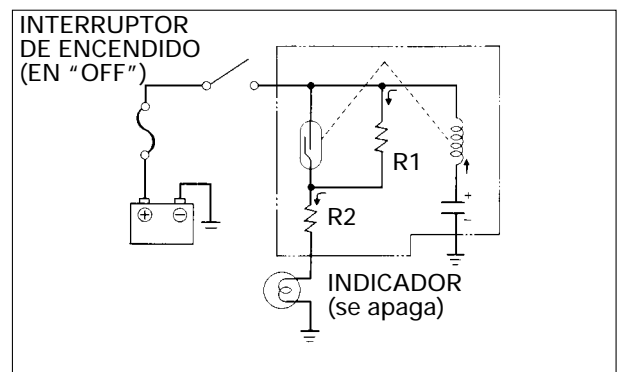 INTERRUPTOR
DE ENCENDIDO
(EN “OFF”)
R1
+
−
+
−
R2
INDICADOR
(se apaga)